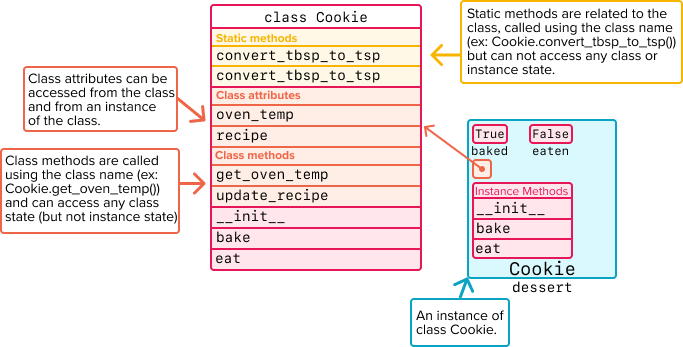 class Cookie
Static methods
convert_tbsp_to_tsp
convert_tbsp_to_tsp
Class attributes
oven_temp
recipe
Class methods
get_oven_temp
update_recipe
__init__
bake
eat
Class attributes can be
accessed from the class
and from an instance
of the class.
Class methods are called
using the class name (ex:
Cookie.get_oven_temp())
and can access any class
state (but not instance state)
Static methods are related to the
class, called using the class name
(ex: Cookie.convert_tbsp_to_tsp())
but can not access any class or
instance state.
True
False
baked
eaten
Instance Methods
__init__
bake
eat
Cookie
dessert
An instance of
class Cookie.